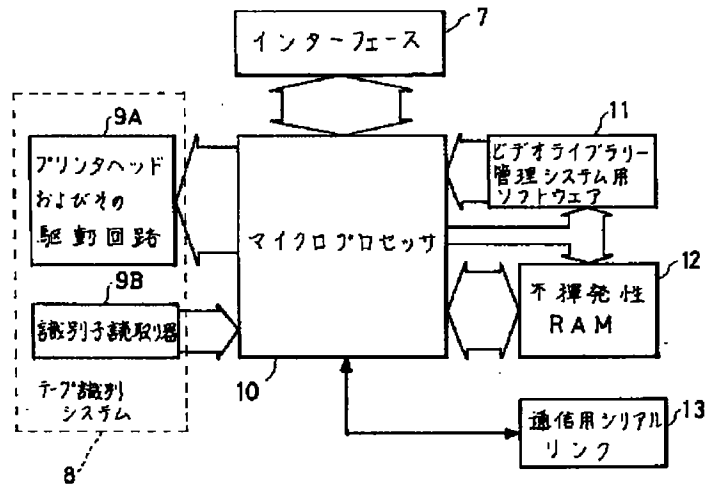 インターフェース
7
9A
プリンタヘッド
およびその
駆動回路
マイクロプロセッサ
11
ビデオライブラリー
管理システム用
ソフトウェア
12
不揮発性
RAM
9B
識別子読取り器
10
テープ識別
システム
8
通信用シリアル
リンク
13